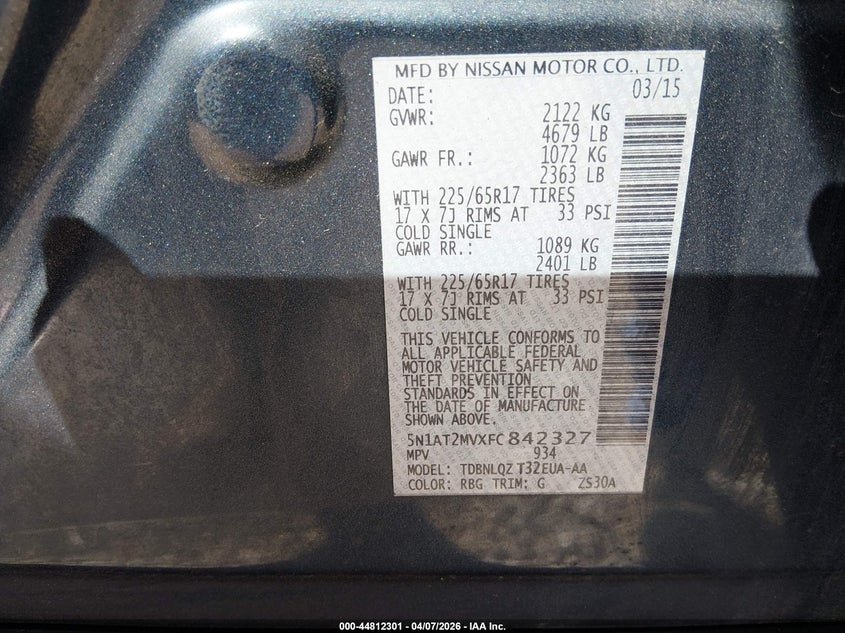 MFD BY NISSAN MOTOR CO., LTD.
DATE: 03/15
GVWR: 2122 KG
4679 LB
GAWR FR.: 1072 KG
2363 LB
WITH 225/65R17 TIRES
17 X 7J RIMS AT 33 PSI
COLD SINGLE
GAWR RR.: 1089 KG
2401 LB
WITH 225/65R17 TIRES
17 X 7J RIMS AT 33 PSI
COLD SINGLE
THIS VEHICLE CONFORMS TO
ALL APPLICABLE FEDERAL
MOTOR VEHICLE SAFETY AND
THEFT PREVENTION
STANDARDS IN EFFECT ON
THE DATE OF MANUFACTURE
SHOWN ABOVE.
5N1AT2MVXFC842327
MPV 934
MODEL: TDBNLQZ T32EUA-AA
COLOR: RBG TRIM: G ZS30A
000-44812301 - 04/07/2026 - IAA Inc.